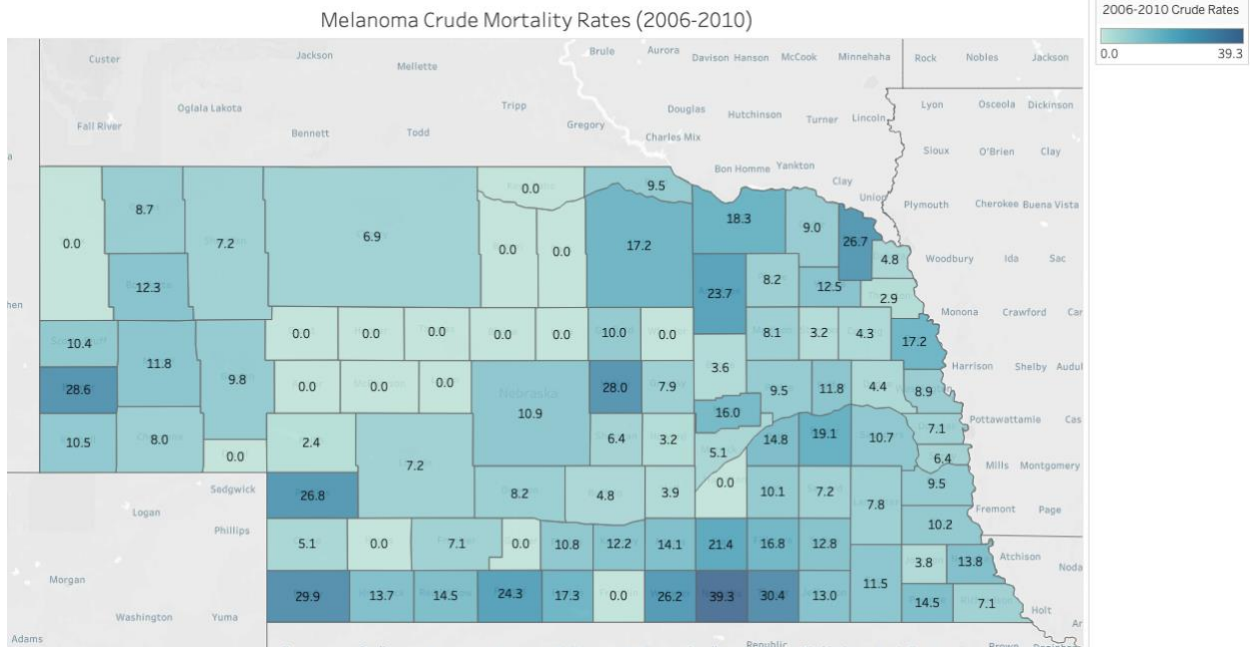 Melanoma Crude Mortality Rates (2006-2010)
2006-2010 Crude Rates
0.0 39.3
Custer Jackson Mellette Brule Aurora Davison Hanson McCook Minnehaha Rock Nobles Jackson
Oglala Lakota Tripp Douglas Lyon Osceola Dickinson
Fall River Bennett Todd Gregory Charles Mix Hutchinson Turner Lincoln
Sioux O'Brien Clay
Bon Homme Yankton Clay Union
Plymouth Cherokee Buena Vista
0.0 9.5
8.7 7.2 6.9 18.3 9.0 26.7
0.0 0.0 0.0 17.2 4.8 Woodbury Ida Sac
12.3 23.7 8.2 12.5 2.9
Monona Crawford
10.4 0.0 0.0 0.0 0.0 0.0 10.0 0.0 8.1 3.2 4.3 17.2
11.8 9.8 3.6 Harrison Shelby
28.6 0.0 0.0 0.0 Nebraska 28.0 7.9 9.5 11.8 4.4 8.9
10.9 16.0 Pottawattamie Cas
10.5 8.0 2.4 6.4 3.2 5.1 14.8 19.1 10.7 7.1
0.0 7.2 6.4 Mills Montgomery
Sedgwick 26.8 8.2 4.8 3.9 0.0 10.1 7.2 7.8 9.5
Logan Fremont Page
Phillips 10.2
5.1 0.0 7.1 0.0 10.8 12.2 14.1 21.4 16.8 12.8
3.8 13.8 Atchison
Morgan 11.5
29.9 13.7 14.5 24.3 17.3 0.0 26.2 39.3 30.4 13.0 14.5 7.1
Washington Yuma Holt
Adams Republic